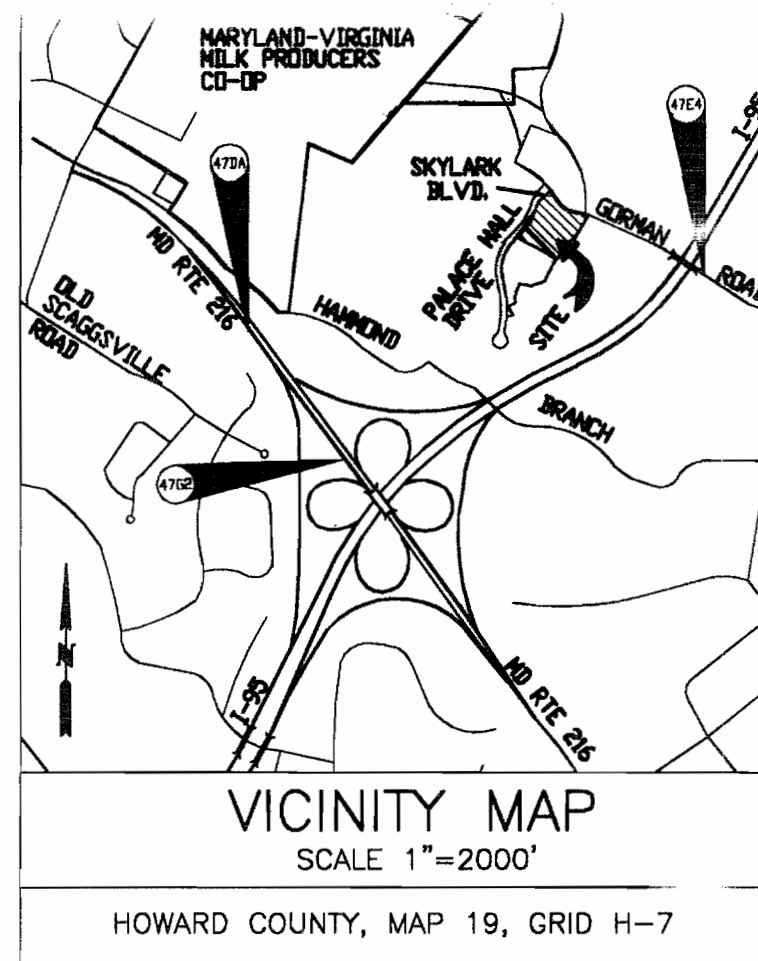 MARYLAND-VIRGINIA
MILK PRODUCERS
CO-OP
47DA
47E4
I-95
SKYLARK
BLVD.
GORMAN
ROAD
PALACE HALL
DRIVE
SITE
MD RTE 216
OLD
SCAGGSVILLE
ROAD
HAMMOND
BRANCH
47G2
N
I-95
MD RTE 216
VICINITY MAP
SCALE 1"=2000'
HOWARD COUNTY, MAP 19, GRID H-7